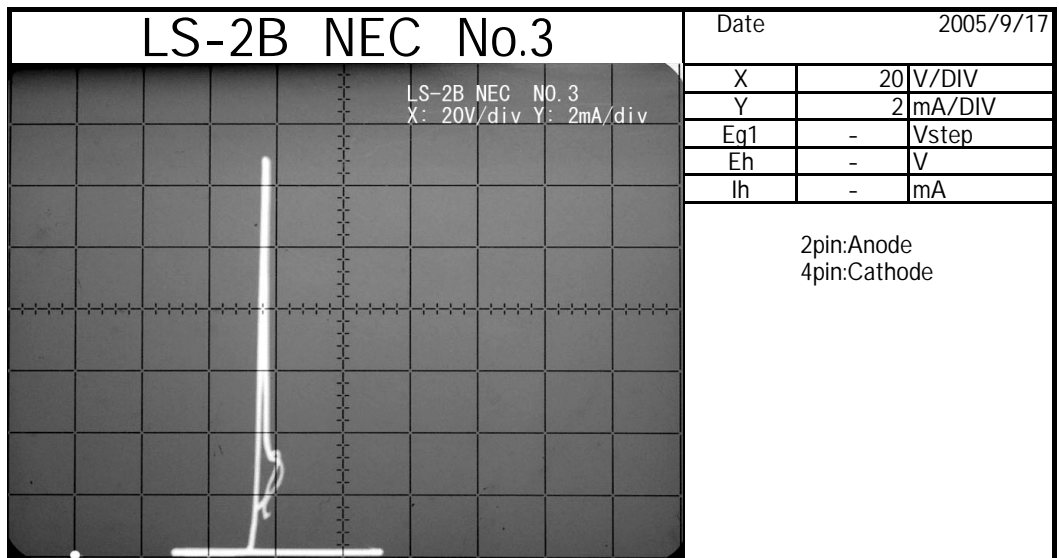 LS-2B NEC No.3
Date 2005/9/17
LS-2B NEC NO.3
X: 20V/div Y: 2mA/div
X 20 V/DIV
Y 2 mA/DIV
Eg1 - Vstep
Eh - V
Ih - mA
2pin:Anode
4pin:Cathode